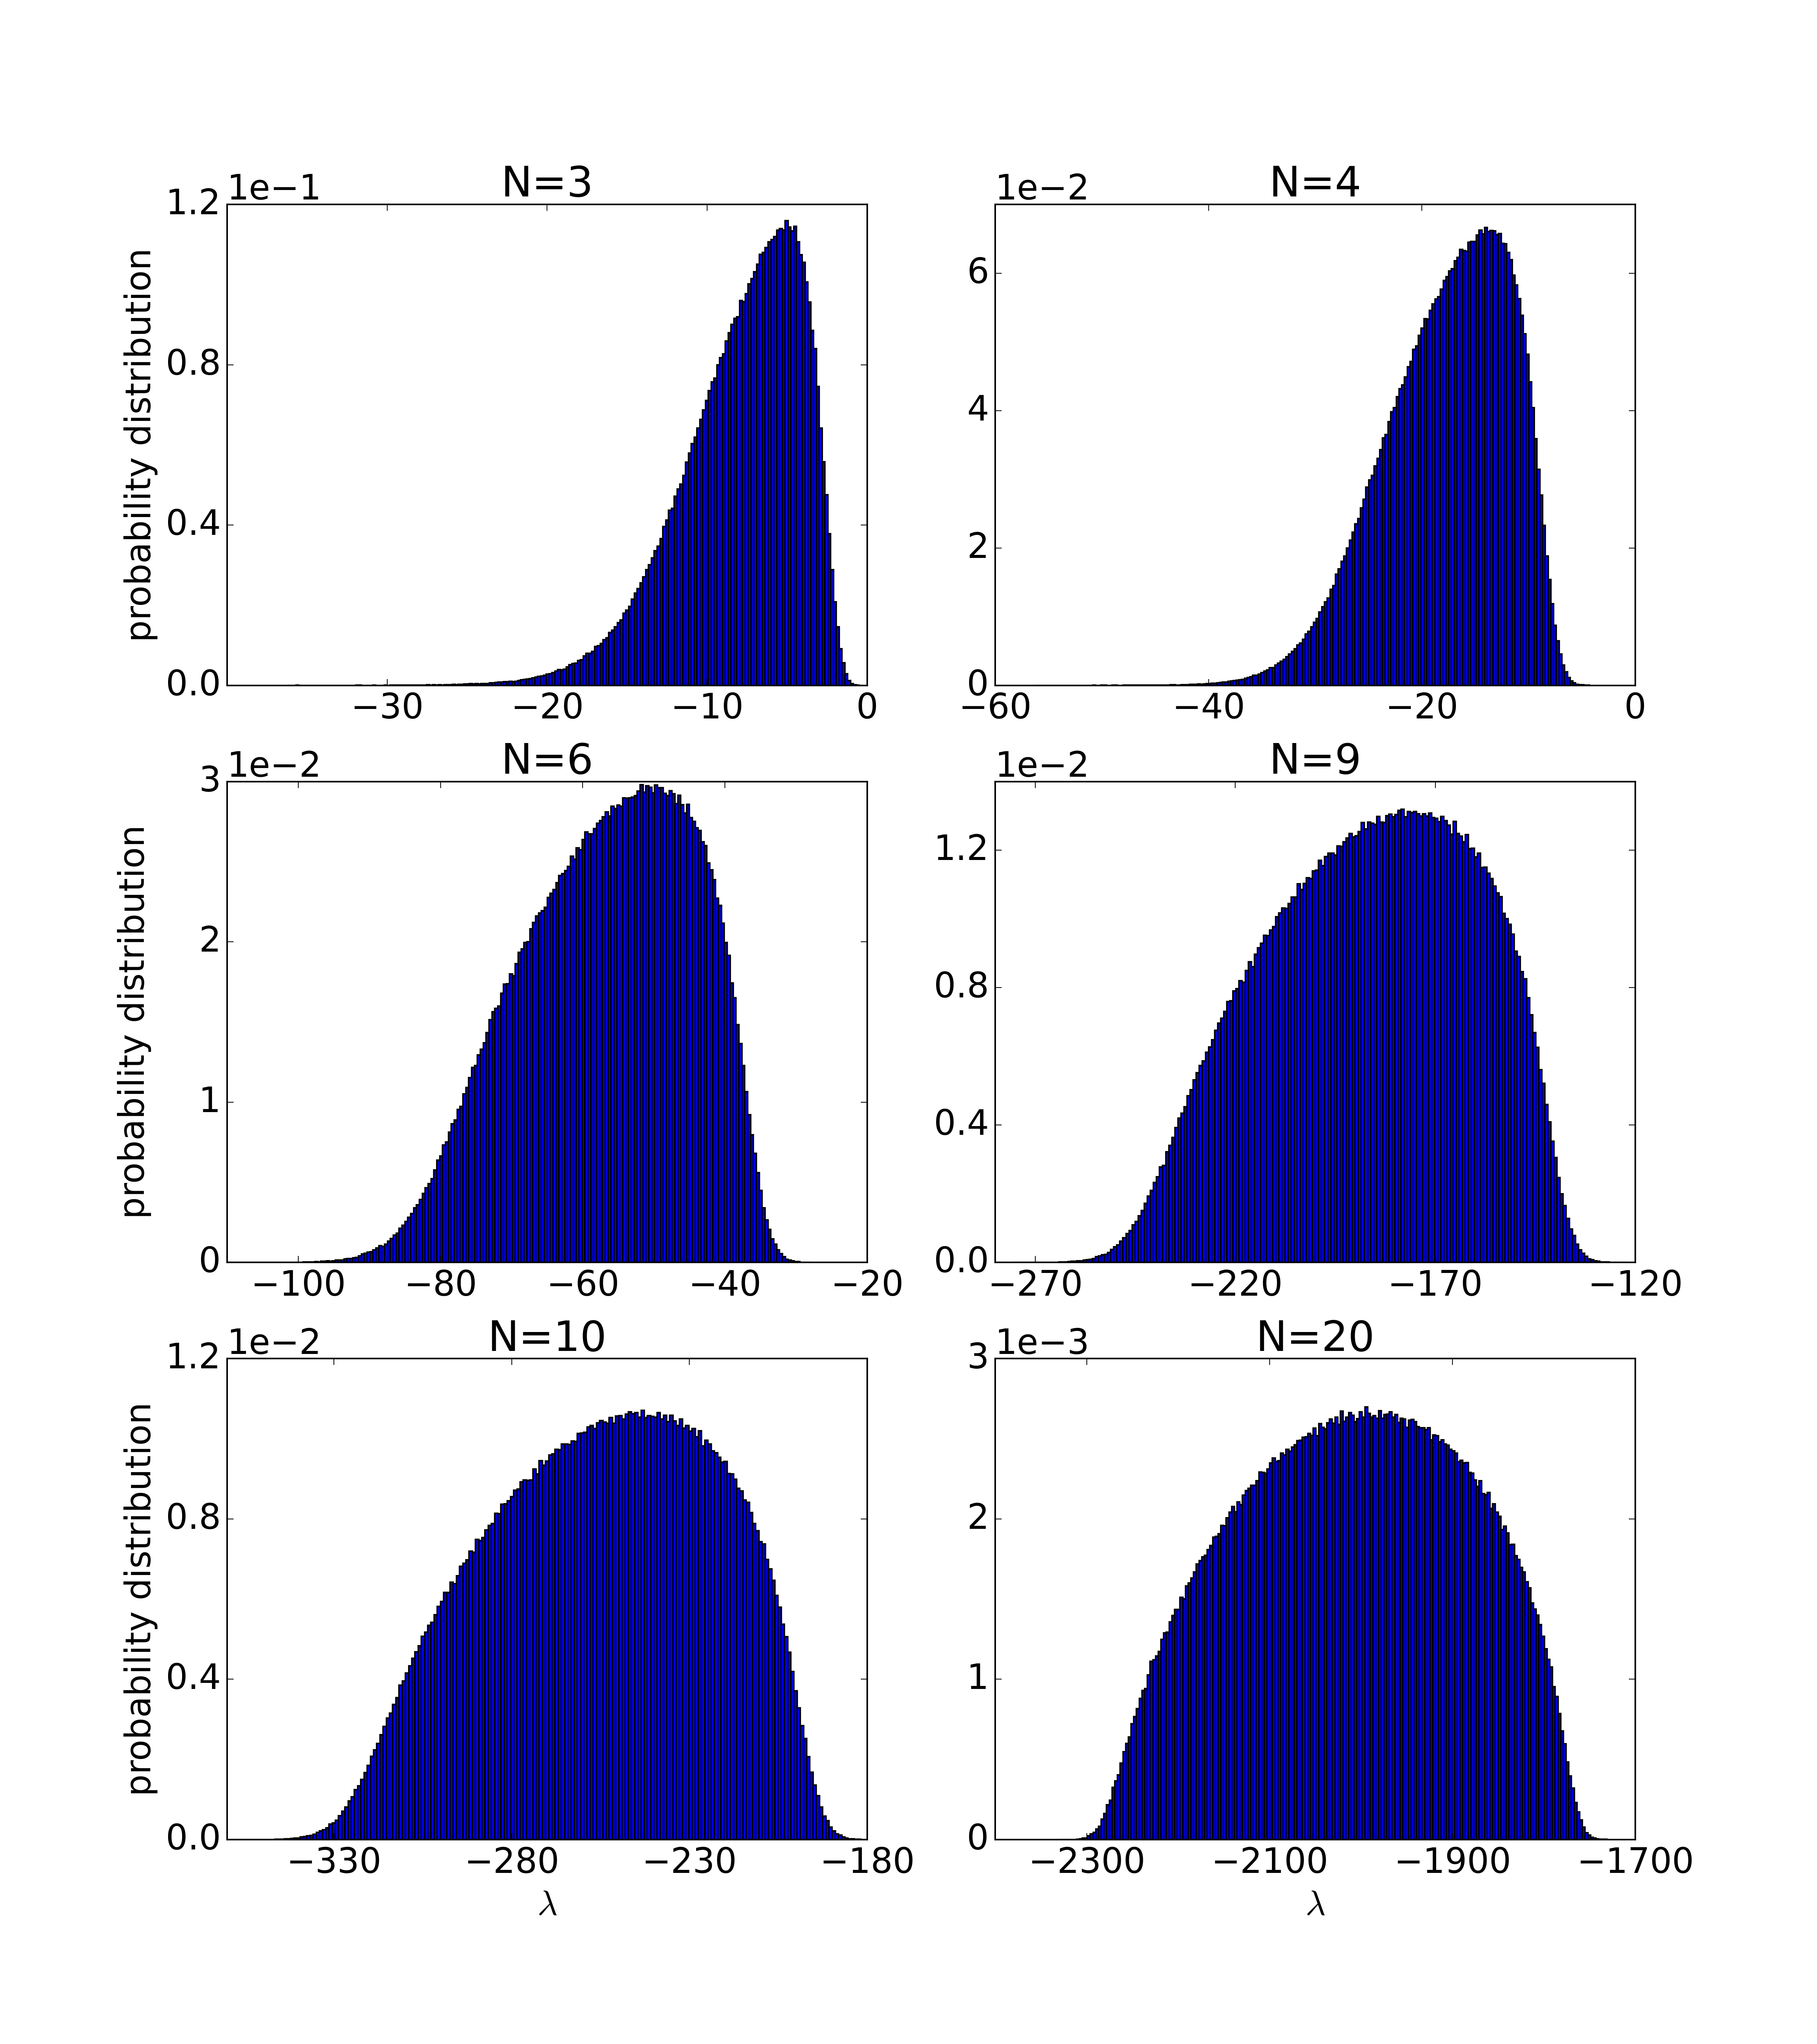 N=3
1e−1
1.2
0.8
0.4
0.0
probability distribution
−30 −20 −10 0
N=4
1e−2
6
4
2
0
−60 −40 −20 0
N=6
1e−2
3
2
1
0
probability distribution
−100 −80 −60 −40 −20
N=9
1e−2
1.2
0.8
0.4
0.0
−270 −220 −170 −120
N=10
1e−2
1.2
0.8
0.4
0.0
probability distribution
−330 −280 −230 −180
λ
N=20
1e−3
3
2
1
0
−2300 −2100 −1900 −1700
λ